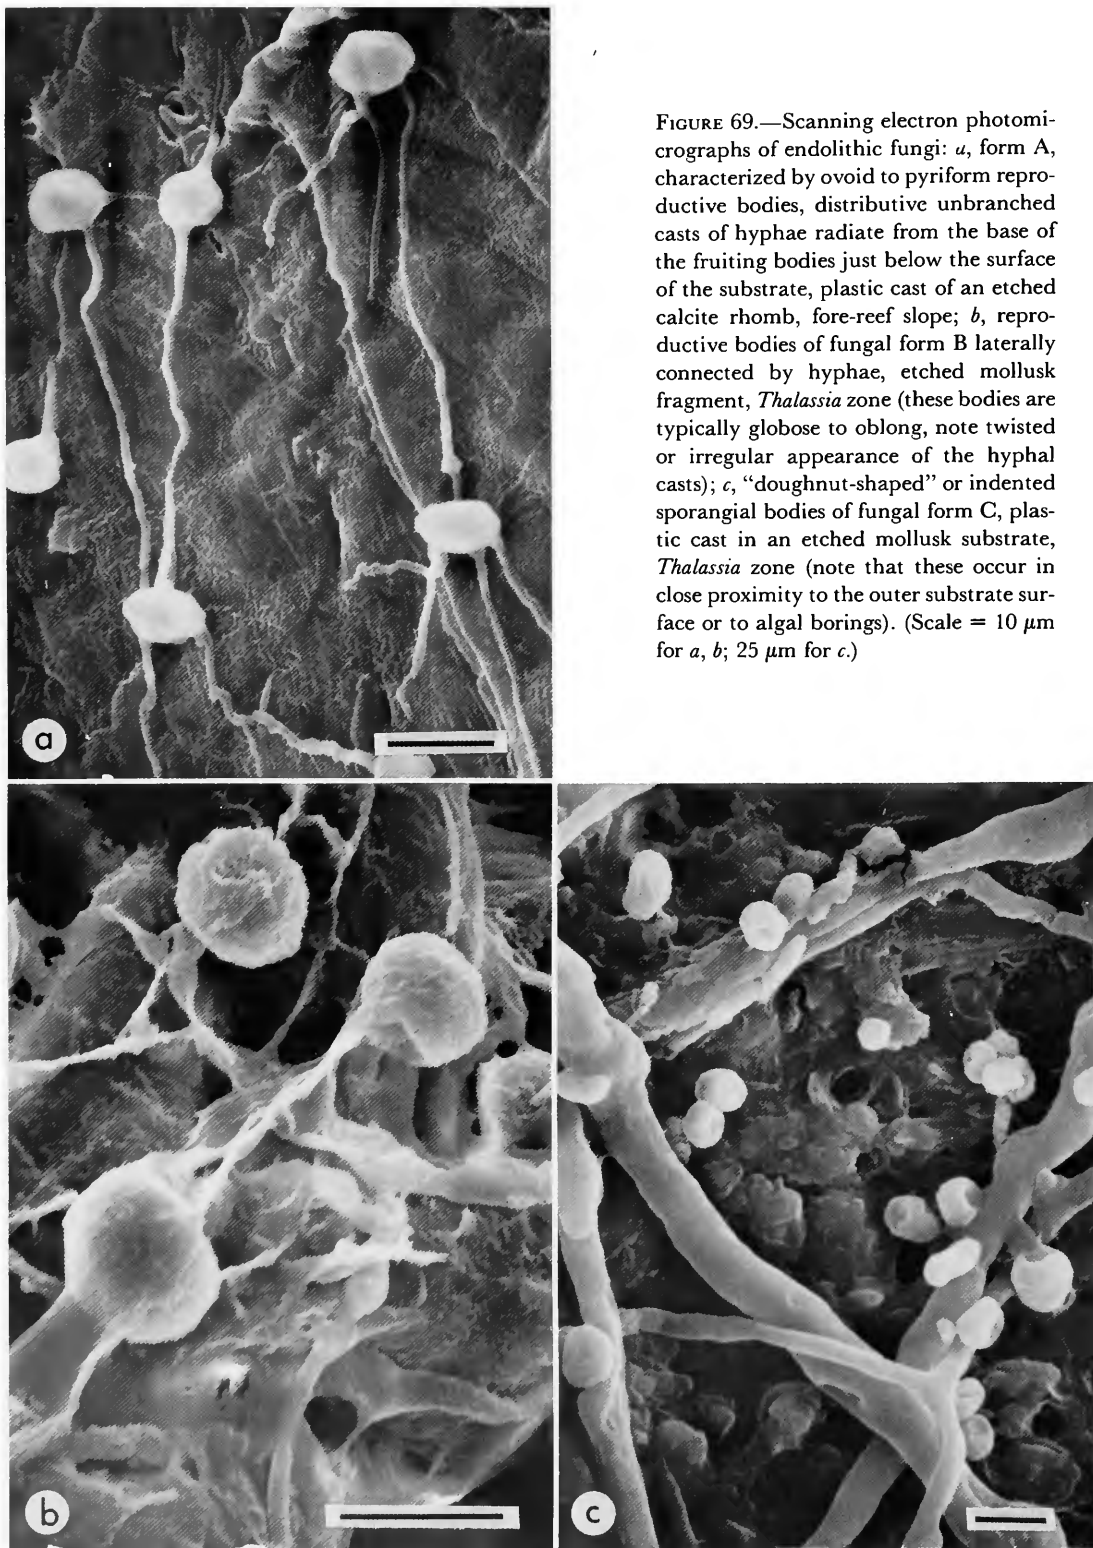 FIGURE 69.—Scanning electron photomi-
crographs of endolithic fungi: u, form A,
characterized by ovoid to pyriform repro-
ductive bodies, distributive unbranched
casts of hyphae radiate from the base of
the fruiting bodies just below the surface
of the substrate, plastic cast of an etched
calcite rhomb, fore-reef slope; b, repro-
ductive bodies of fungal form B laterally
connected by hyphae, etched mollusk
fragment, Thalassia zone (these bodies are
typically globose to oblong, note twisted
or irregular appearance of the hyphal
casts); c, “doughnut-shaped” or indented
sporangial bodies of fungal form C, plas-
tic cast in an etched mollusk substrate,
Thalassia zone (note that these occur in
close proximity to the outer substrate sur-
face or to algal borings). (Scale = 10 μm
for a, b; 25 μm for c.)
a
b
c